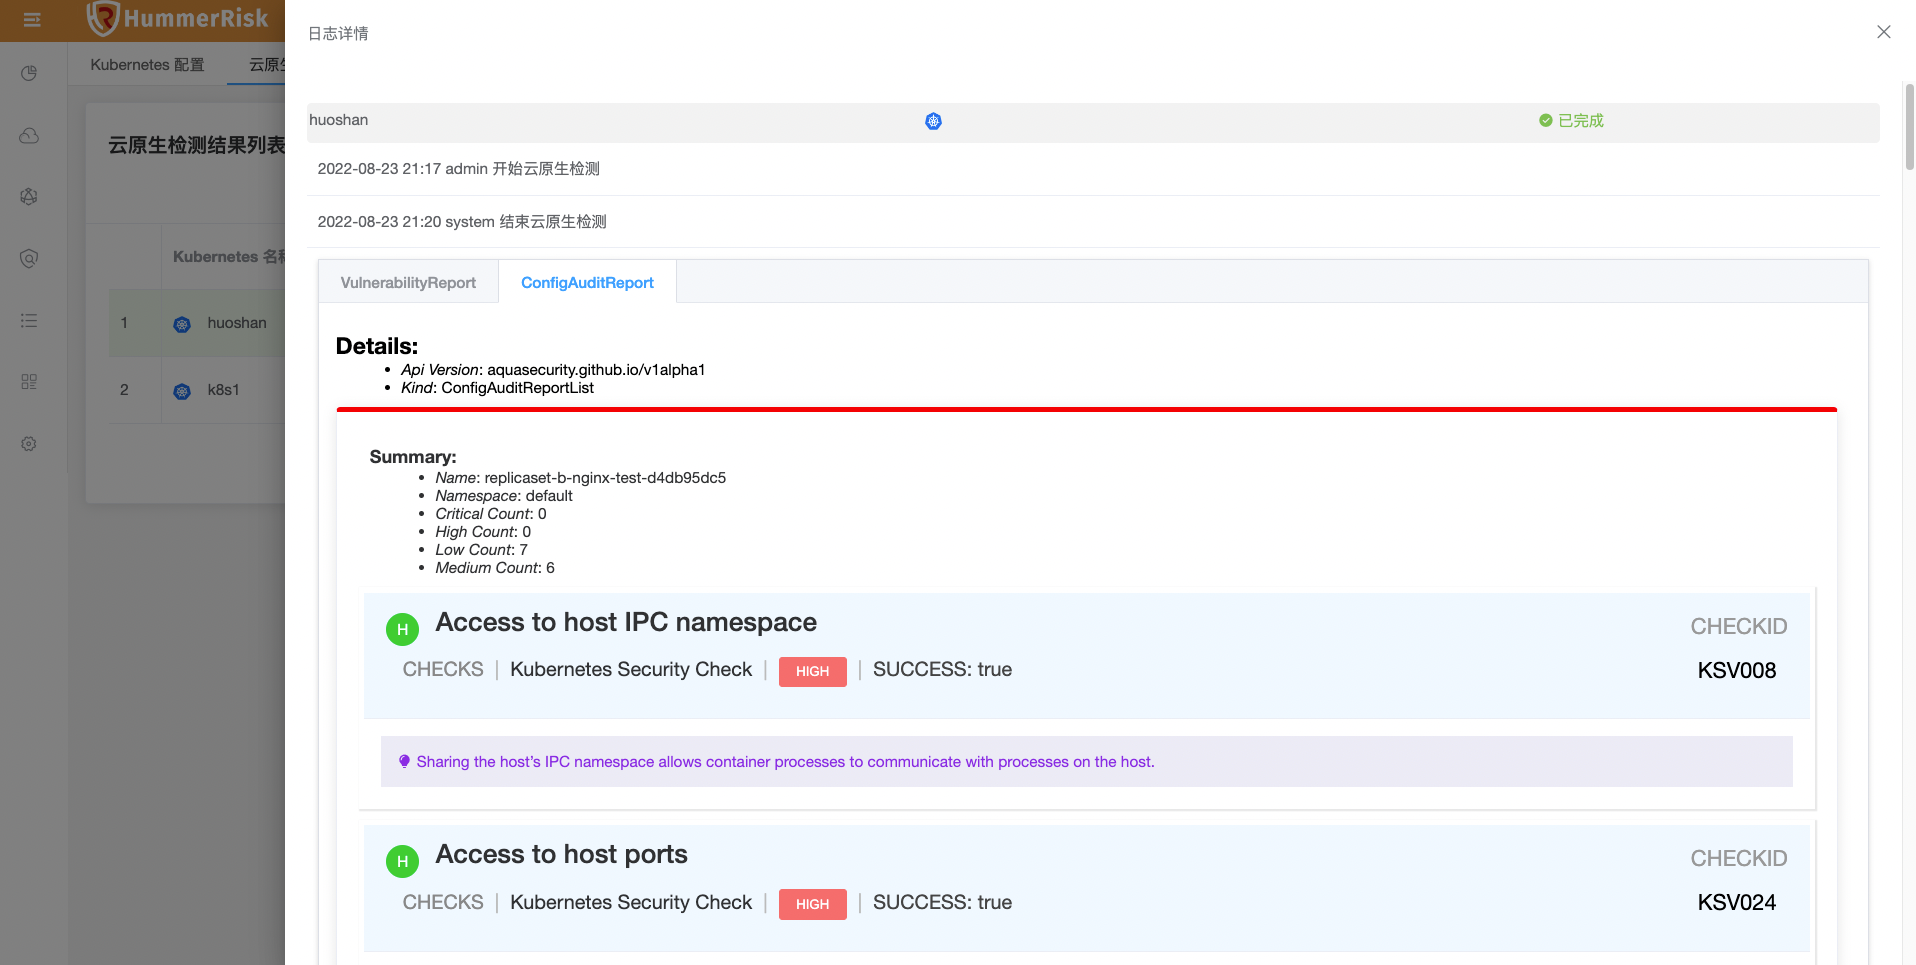 HummerRisk
日志详情
Kubernetes 配置
云原生
huoshan
已完成
云原生检测结果列表
2022-08-23 21:17 admin 开始云原生检测
2022-08-23 21:20 system 结束云原生检测
Kubernetes 名称
VulnerabilityReport
ConfigAuditReport
1
huoshan
2
k8s1
Details:
• Api Version: aquasecurity.github.io/v1alpha1
• Kind: ConfigAuditReportList
Summary:
• Name: replicaset-b-nginx-test-d4db95dc5
• Namespace: default
• Critical Count: 0
• High Count: 0
• Low Count: 7
• Medium Count: 6
H
Access to host IPC namespace
CHECKID
CHECKS | Kubernetes Security Check | HIGH | SUCCESS: true
KSV008
Sharing the host’s IPC namespace allows container processes to communicate with processes on the host.
H
Access to host ports
CHECKID
CHECKS | Kubernetes Security Check | HIGH | SUCCESS: true
KSV024